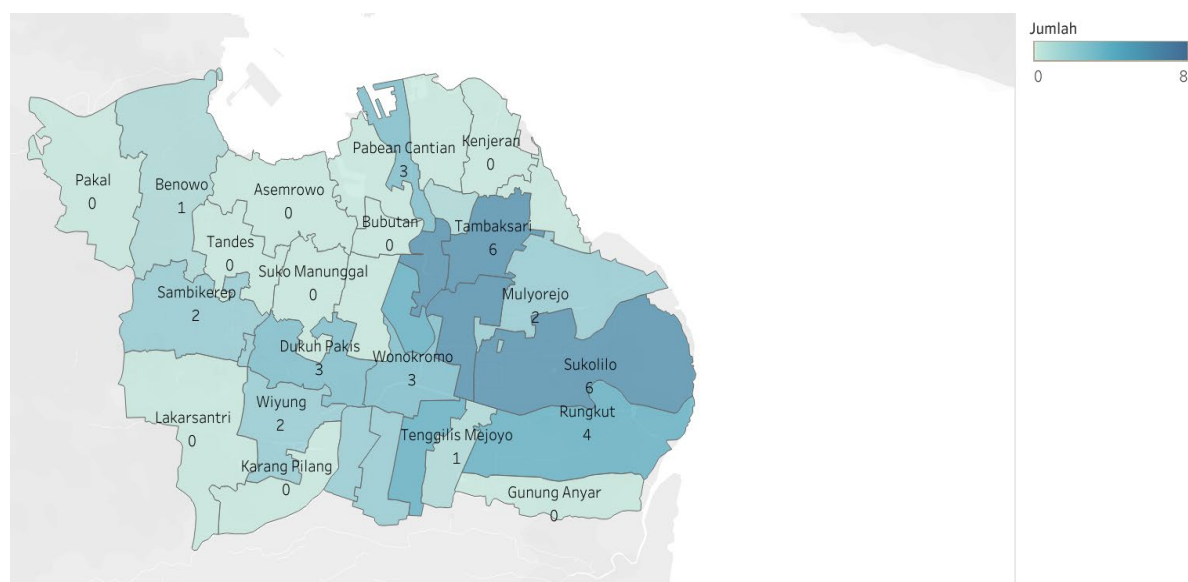 Jumlah
0 8
Kenjeran
0
Pabean Cantian
3
Pakal
0
Benowo
1
Asemrowo
0
Bubutan
0
Tambaksari
6
Tandes
0
Suko Manunggal
0
Sambikerep
2
Mulyorejo
2
Dukuh Pakis
3
Wonokromo
3
Sukolilo
6
Wiyung
2
Rungkut
4
Lakarsantri
0
Tenggilis Mejoyo
1
Karang Pilang
0
Gunung Anyar
0